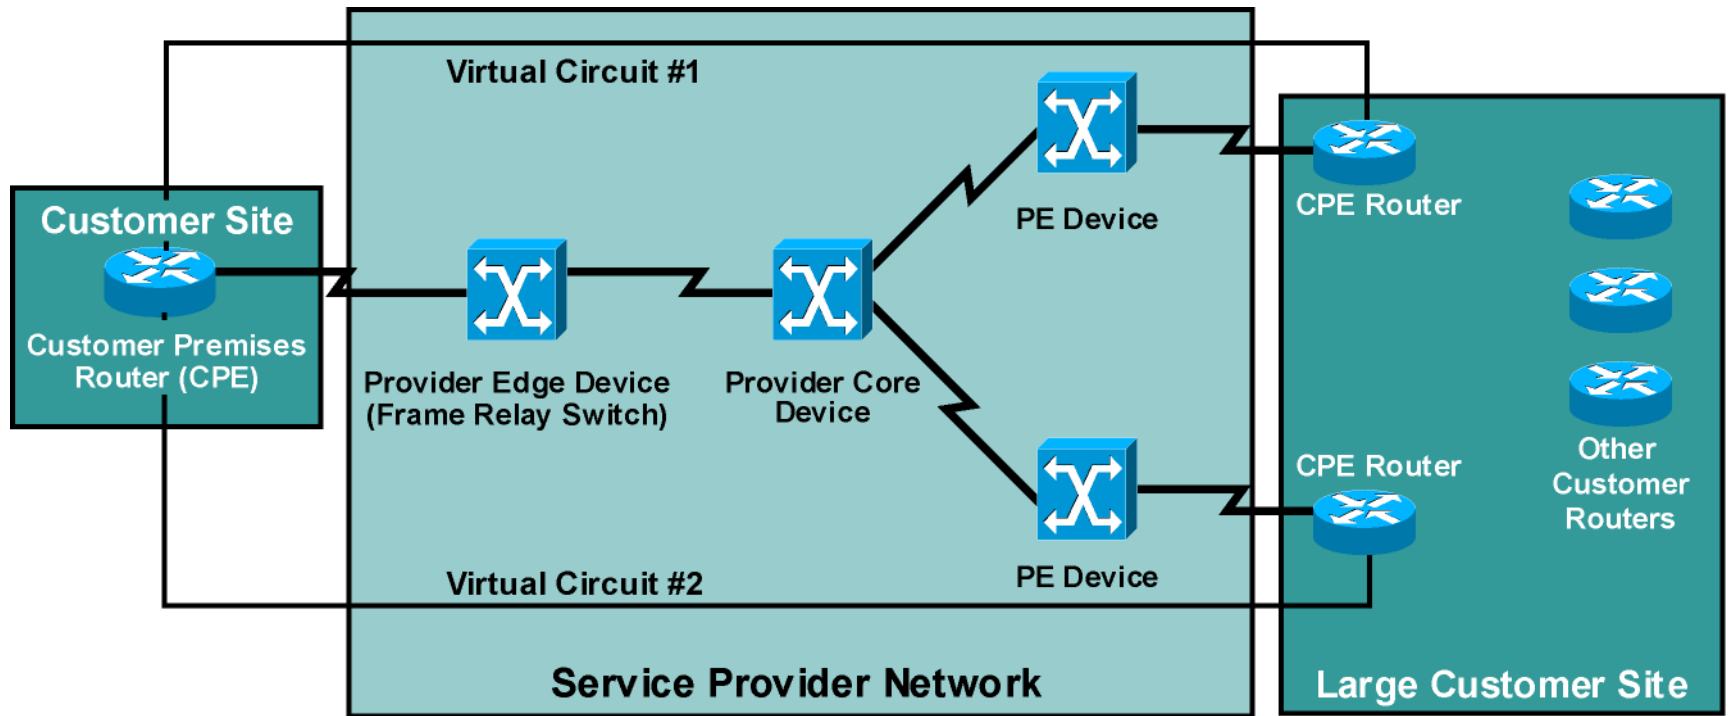 Virtual Circuit #1
Customer Site
Customer Premises
Router (CPE)
Provider Edge Device
(Frame Relay Switch)
Provider Core
Device
PE Device
CPE Router
CPE Router
Other
Customer
Routers
PE Device
Virtual Circuit #2
Service Provider Network
Large Customer Site